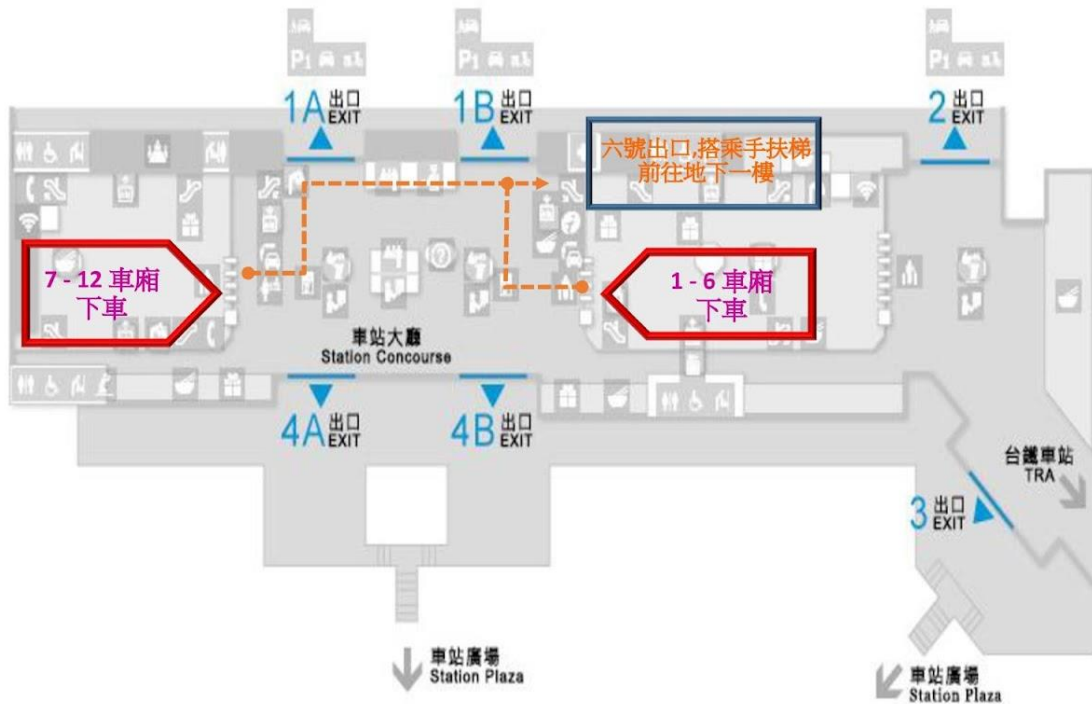 P1
P1
P1
1A 出口
EXIT
1B 出口
EXIT
2 出口
EXIT
六號出口,搭乘手扶梯
前往地下一樓
7 - 12 車廂
下車
1 - 6 車廂
下車
車站大廳
Station Concourse
4A 出口
EXIT
4B 出口
EXIT
台鐵車站
TRA
3 出口
EXIT
車站廣場
Station Plaza
車站廣場
Station Plaza